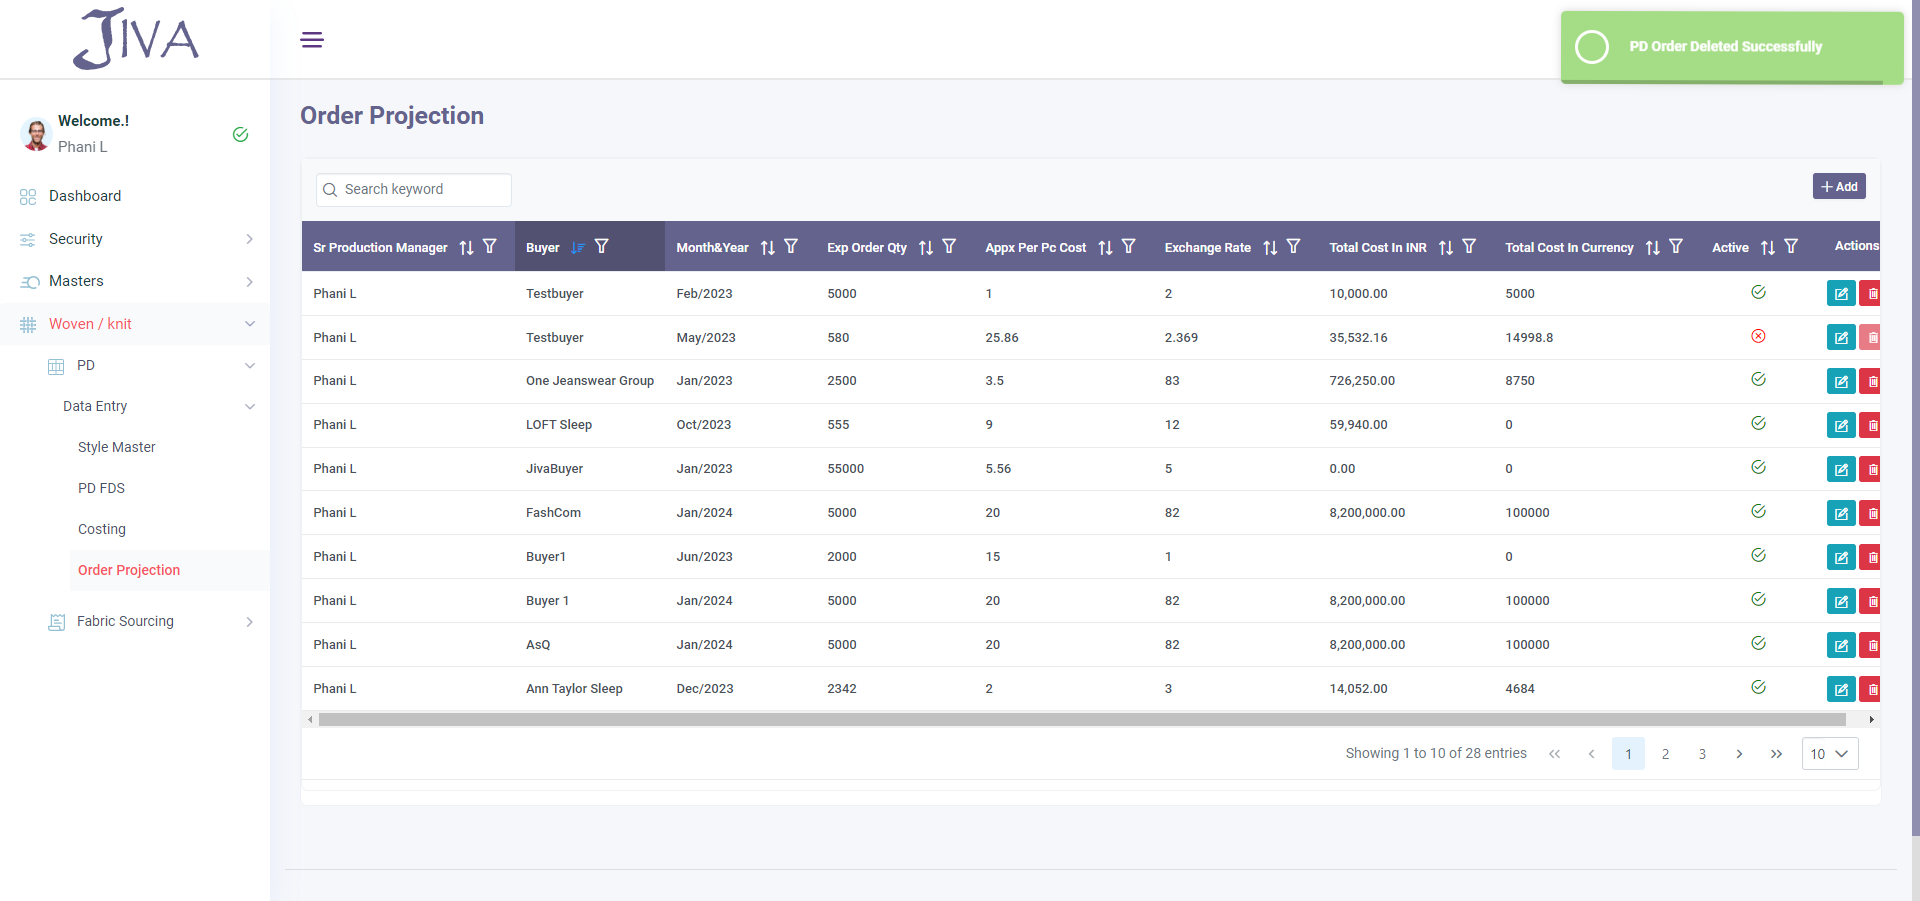 JIVA
PD Order Deleted Successfully
Welcome.!
Phani L
Dashboard
Security
Masters
Woven / knit
PD
Data Entry
Style Master
PD FDS
Costing
Order Projection
Fabric Sourcing
Order Projection
Search keyword
Add
Sr Production Manager Buyer Month&Year Exp Order Qty Appx Per Pc Cost Exchange Rate Total Cost In INR Total Cost In Currency Active Actions
Phani L Testbuyer Feb/2023 5000 1 2 10,000.00 5000
Phani L Testbuyer May/2023 580 25.86 2.369 35,532.16 14998.8
Phani L One Jeanswear Group Jan/2023 2500 3.5 83 726,250.00 8750
Phani L LOFT Sleep Oct/2023 555 9 12 59,940.00 0
Phani L JivaBuyer Jan/2023 55000 5.56 5 0.00 0
Phani L FashCom Jan/2024 5000 20 82 8,200,000.00 100000
Phani L Buyer1 Jun/2023 2000 15 1 0
Phani L Buyer 1 Jan/2024 5000 20 82 8,200,000.00 100000
Phani L AsQ Jan/2024 5000 20 82 8,200,000.00 100000
Phani L Ann Taylor Sleep Dec/2023 2342 2 3 14,052.00 4684
Showing 1 to 10 of 28 entries 1 2 3 10